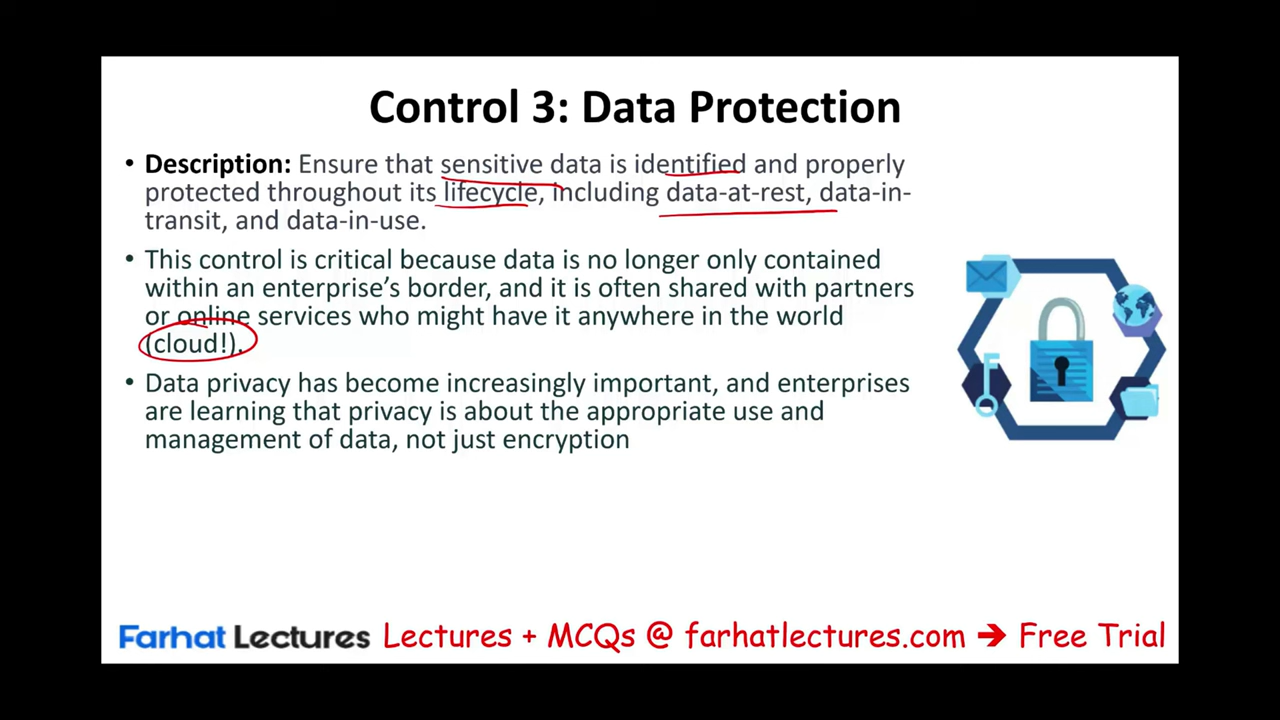 Control 3: Data Protection
• Description: Ensure that sensitive data is identified and properly
protected throughout its lifecycle, including data-at-rest, data-in-
transit, and data-in-use.
• This control is critical because data is no longer only contained
within an enterprise's border, and it is often shared with partners
or online services who might have it anywhere in the world
(cloud!).
• Data privacy has become increasingly important, and enterprises
are learning that privacy is about the appropriate use and
management of data, not just encryption
Farhat Lectures Lectures + MCQs @ farhatlectures.com → Free Trial